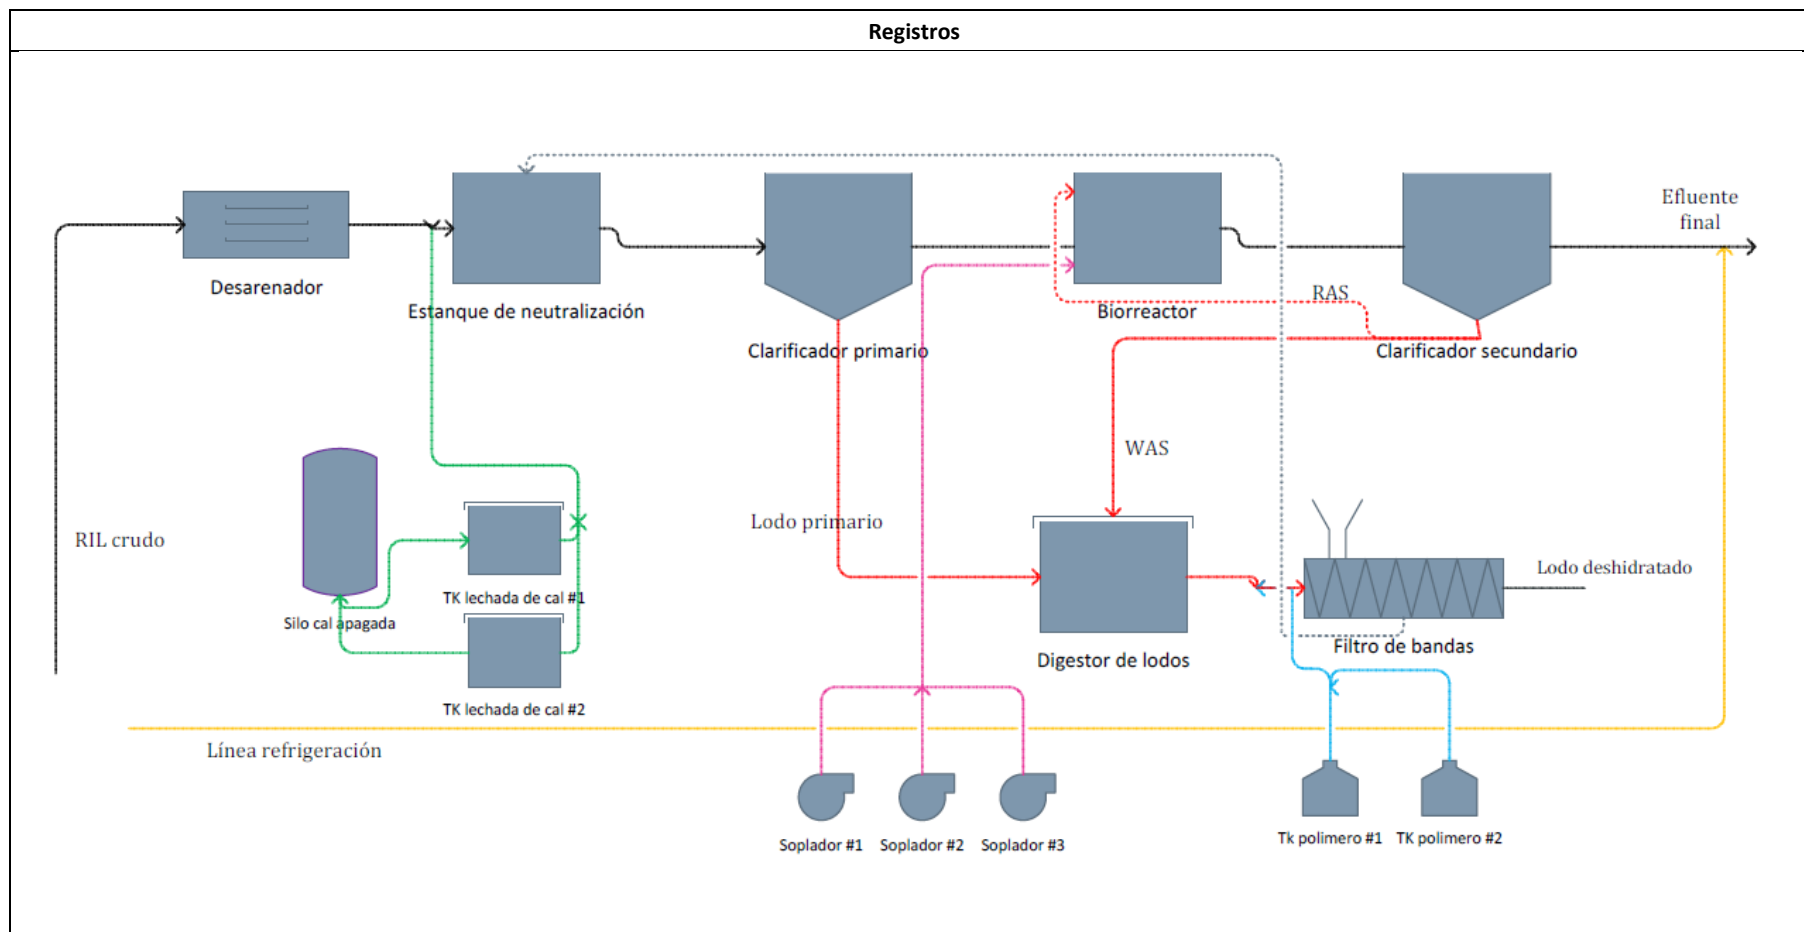 Registros
Efluente
final
Desarenador
Estanque de neutralización
RAS
Biorreactor
Clarificador primario
Clarificador secundario
WAS
Lodo primario
RIL crudo
Lodo deshidratado
TK lechada de cal #1
Silo cal apagada
Filtro de bandas
Digestor de lodos
TK lechada de cal #2
Línea refrigeración
Soplador #1
Soplador #2
Soplador #3
Tk polimero #1
TK polimero #2